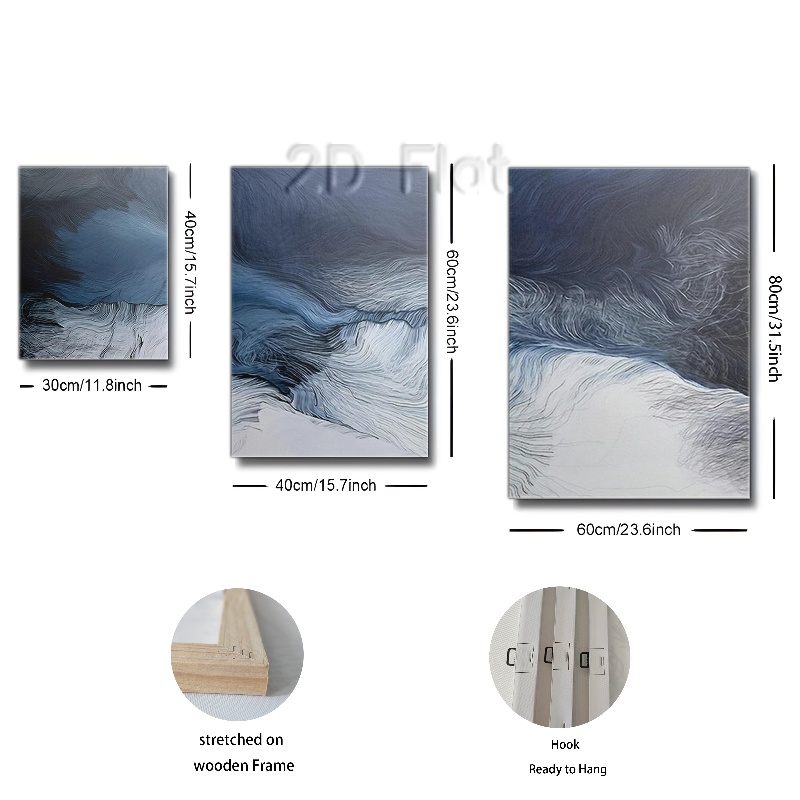 2D Flat
40cm/15.7inch
30cm/11.8inch
60cm/23.6inch
40cm/15.7inch
80cm/31.5inch
60cm/23.6inch
stretched on
wooden Frame
Hook
Ready to Hang